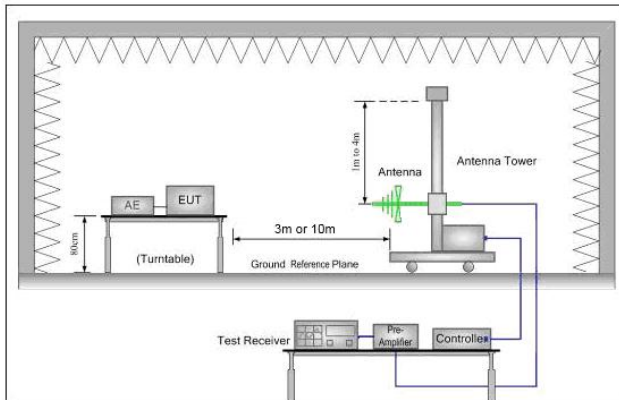 1m to 4m
Antenna
Antenna Tower
AE
EUT
80cm
(Turntable)
3m or 10m
Ground Reference Plane
Test Receiver
Pre-
Amplifier
Controller